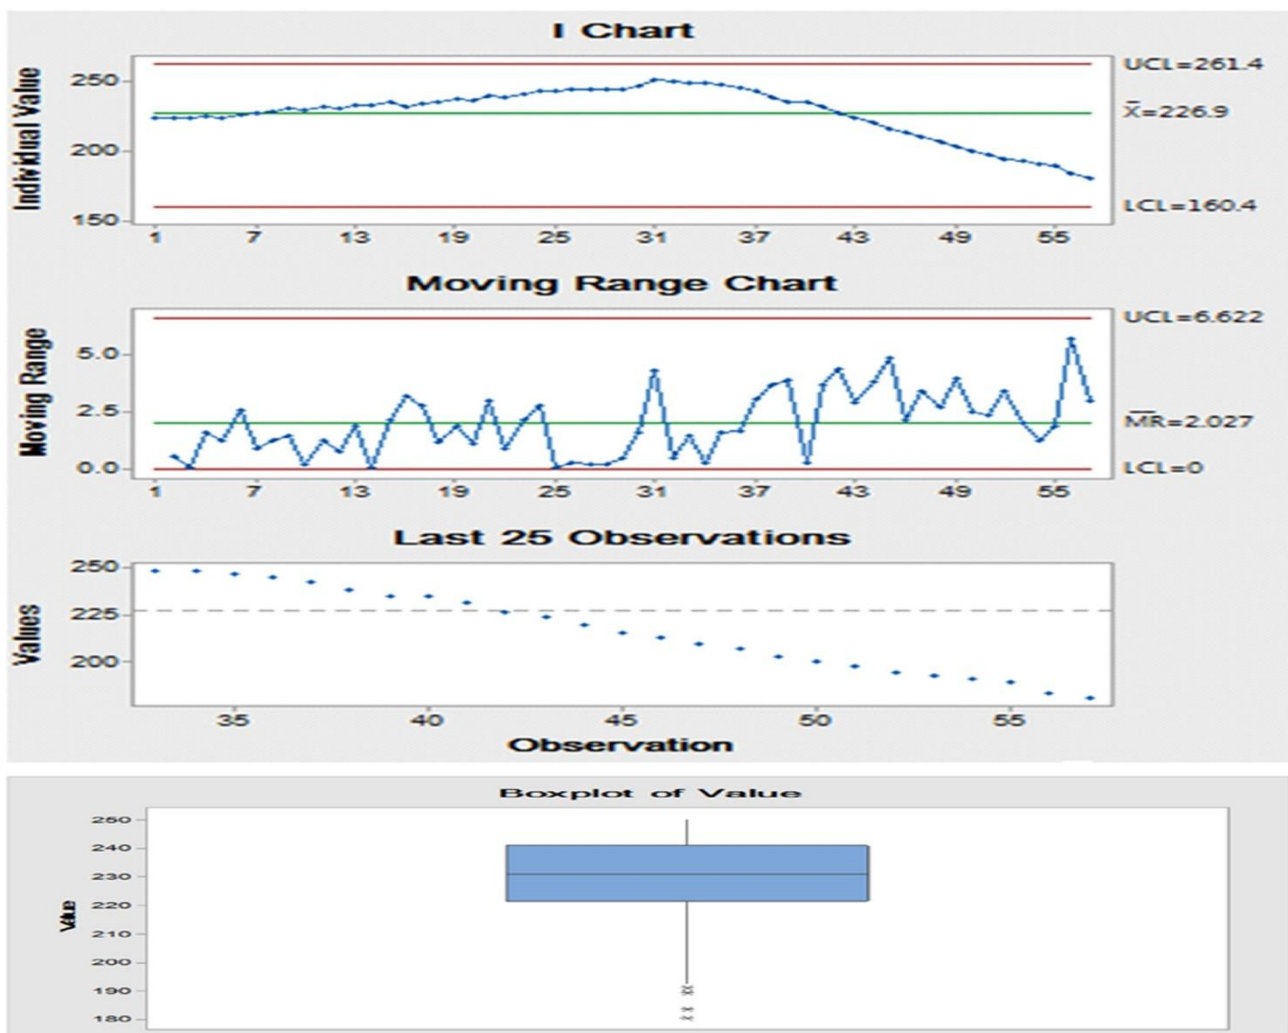 I Chart
Individual Value
250
200
150
UCL=261.4
X̄=226.9
LCL=160.4
1 7 13 19 25 31 37 43 49 55
Moving Range Chart
Moving Range
5.0
2.5
0.0
UCL=6.622
M̅R̅=2.027
LCL=0
1 7 13 19 25 31 37 43 49 55
Last 25 Observations
Values
250
225
200
35 40 45 50 55
Observation
Boxplot of Value
Value
250
240
230
220
210
200
190
180